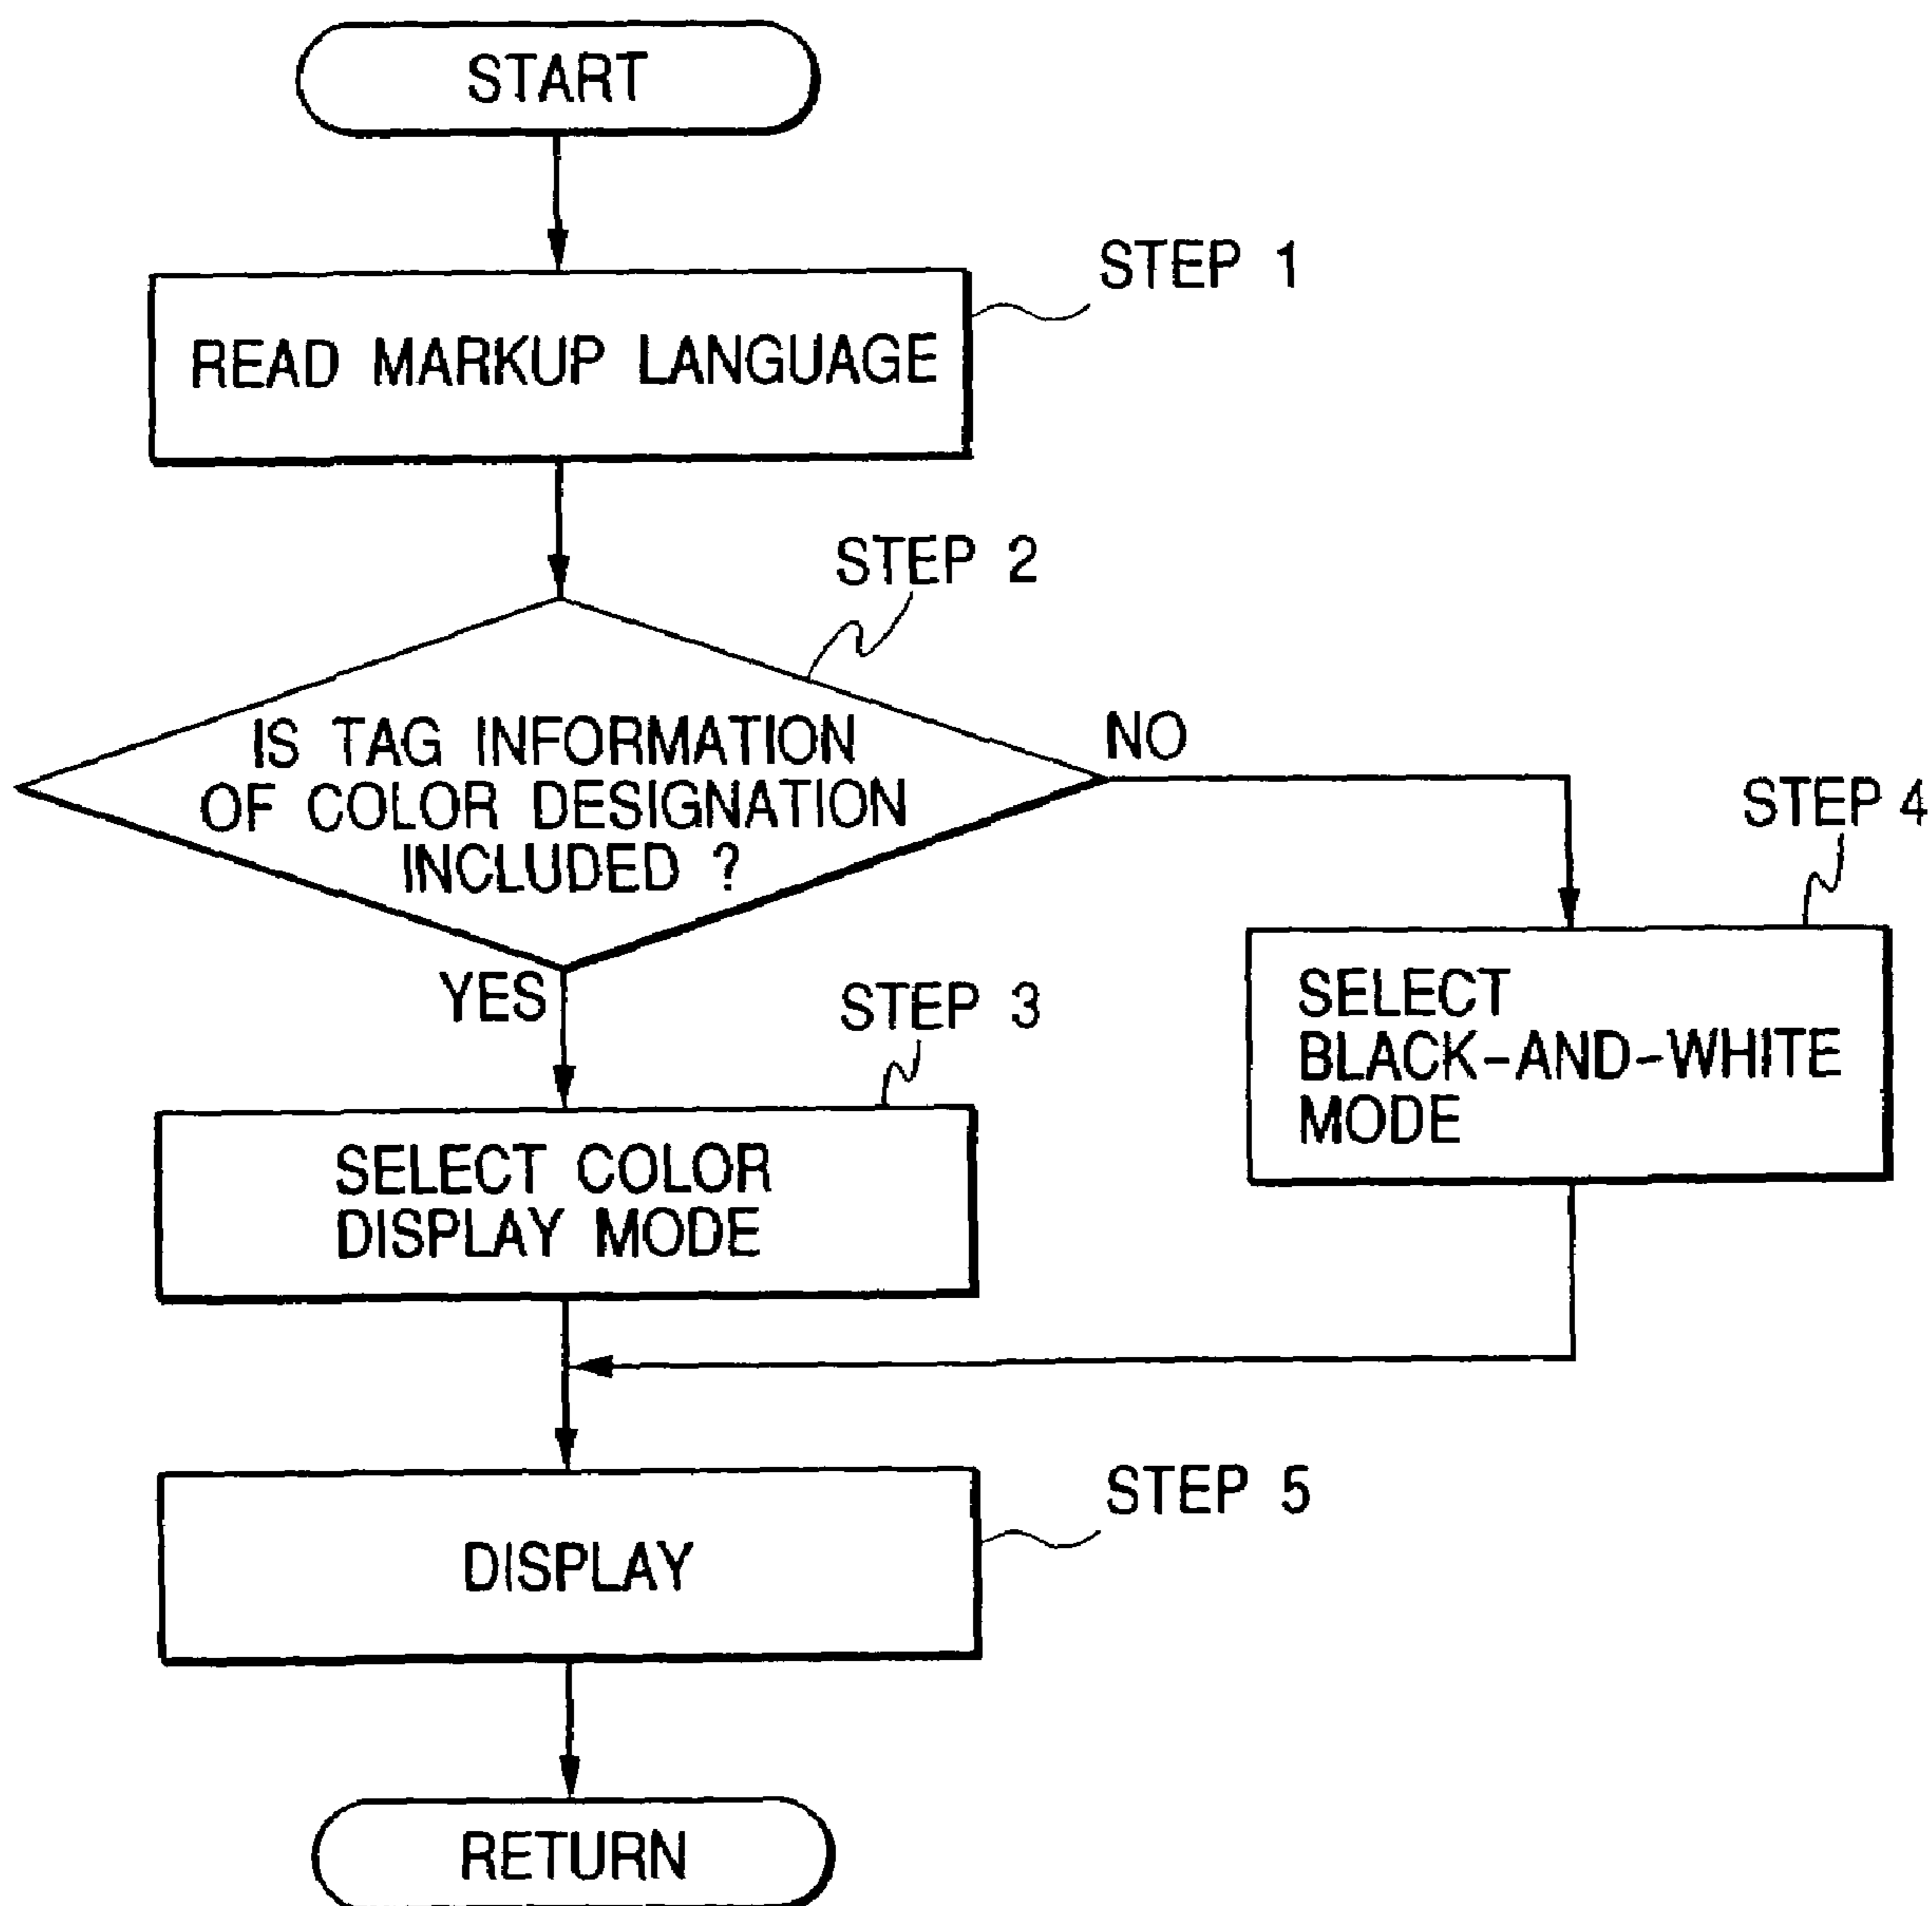 START
STEP 1
READ MARKUP LANGUAGE
STEP 2
IS TAG INFORMATION
OF COLOR DESIGNATION
INCLUDED ?
NO
YES
STEP 3
SELECT COLOR
DISPLAY MODE
STEP 4
SELECT
BLACK-AND-WHITE
MODE
STEP 5
DISPLAY
RETURN